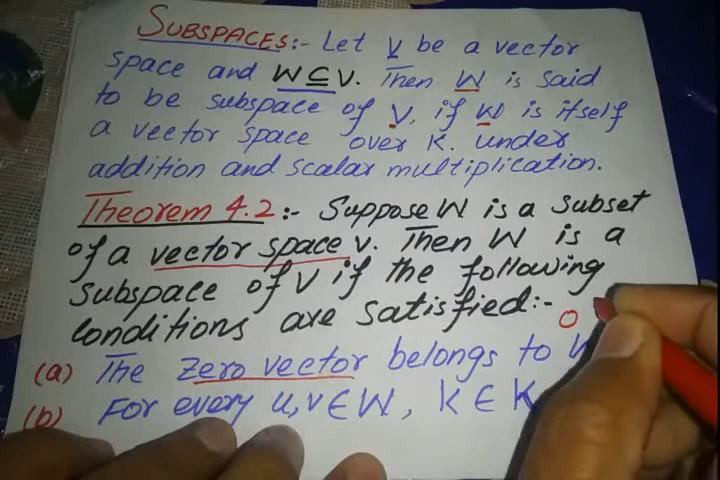 SUBSPACES:- Let V be a vector
space and W ⊆ V. Then W is said
to be subspace of V, if W is itself
a vector space over K. under
addition and scalar multiplication.
Theorem 4.2:- Suppose W is a subset
of a vector space V. Then W is a
subspace of V if the following
conditions are satisfied:-
0
(a) The Zero vector belongs to W
(b) For every u, v ∈ W, K ∈ K